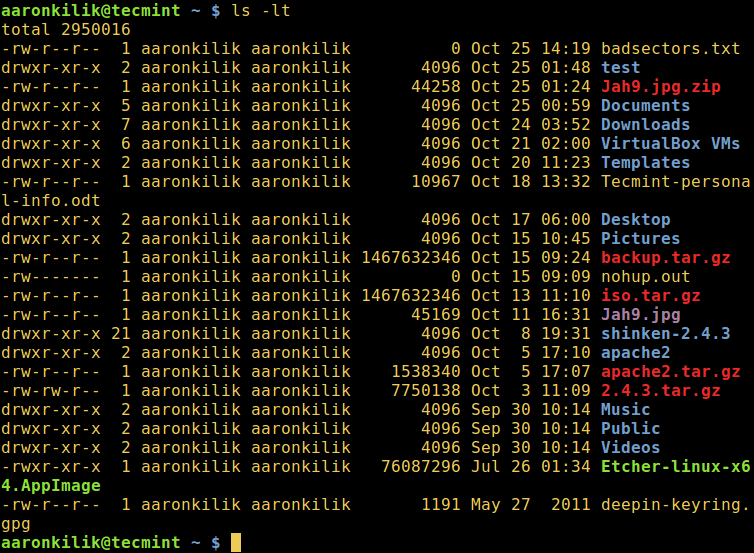 aaronkilik@tecmint ~ $ ls -lt
total 2950016
-rw-r--r--  1 aaronkilik aaronkilik          0 Oct 25 14:19 badsectors.txt
drwxr-xr-x  2 aaronkilik aaronkilik       4096 Oct 25 01:48 test
-rw-r--r--  1 aaronkilik aaronkilik      44258 Oct 25 01:24 Jah9.jpg.zip
drwxr-xr-x  5 aaronkilik aaronkilik       4096 Oct 25 00:59 Documents
drwxr-xr-x  7 aaronkilik aaronkilik       4096 Oct 24 03:52 Downloads
drwxr-xr-x  6 aaronkilik aaronkilik       4096 Oct 21 02:00 VirtualBox VMs
drwxr-xr-x  2 aaronkilik aaronkilik       4096 Oct 20 11:23 Templates
-rw-r--r--  1 aaronkilik aaronkilik      10967 Oct 18 13:32 Tecmint-persona
l-info.odt
drwxr-xr-x  2 aaronkilik aaronkilik       4096 Oct 17 06:00 Desktop
drwxr-xr-x  2 aaronkilik aaronkilik       4096 Oct 15 10:45 Pictures
-rw-r--r--  1 aaronkilik aaronkilik 1467632346 Oct 15 09:24 backup.tar.gz
-rw-------  1 aaronkilik aaronkilik          0 Oct 15 09:09 nohup.out
-rw-r--r--  1 aaronkilik aaronkilik 1467632346 Oct 13 11:10 iso.tar.gz
-rw-r--r--  1 aaronkilik aaronkilik      45169 Oct 11 16:31 Jah9.jpg
drwxr-xr-x 21 aaronkilik aaronkilik       4096 Oct  8 19:31 shinken-2.4.3
drwxr-xr-x  2 aaronkilik aaronkilik       4096 Oct  5 17:10 apache2
-rw-r--r--  1 aaronkilik aaronkilik    1538340 Oct  5 17:07 apache2.tar.gz
-rw-rw-r--  1 aaronkilik aaronkilik    7750138 Oct  3 11:09 2.4.3.tar.gz
drwxr-xr-x  2 aaronkilik aaronkilik       4096 Sep 30 10:14 Music
drwxr-xr-x  2 aaronkilik aaronkilik       4096 Sep 30 10:14 Public
drwxr-xr-x  2 aaronkilik aaronkilik       4096 Sep 30 10:14 Videos
-rwxr-xr-x  1 aaronkilik aaronkilik   76087296 Jul 26 01:34 Etcher-linux-x6
4.AppImage
-rw-r--r--  1 aaronkilik aaronkilik       1191 May 27  2011 deepin-keyring.
gpg
aaronkilik@tecmint ~ $